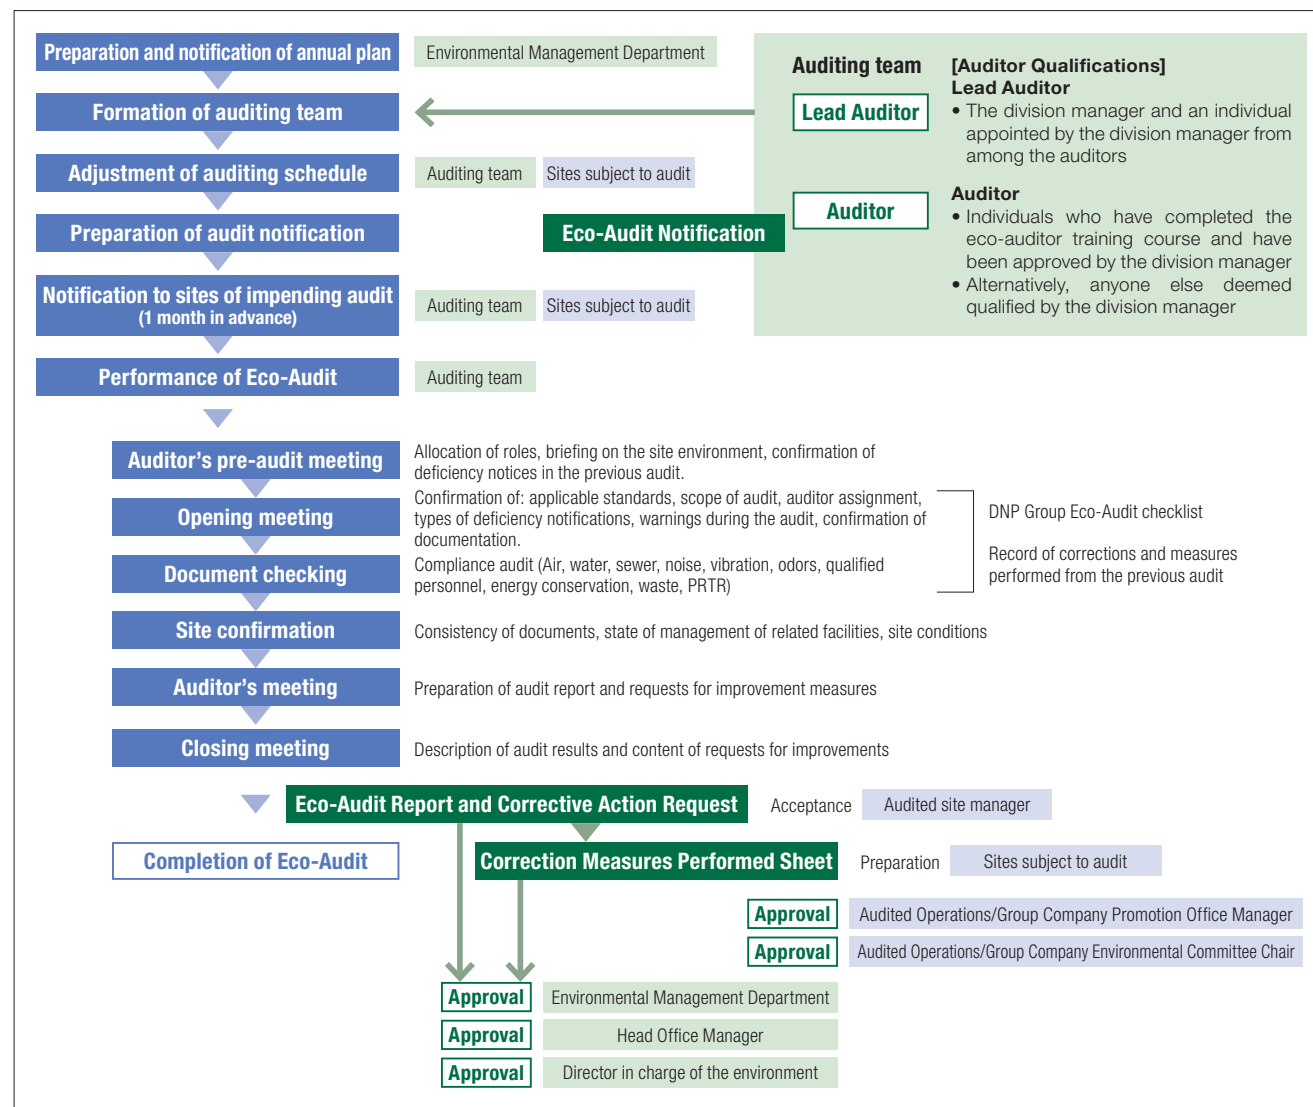 Preparation and notification of annual plan
Environmental Management Department
Formation of auditing team
Auditing team
Lead Auditor
Auditor
[Auditor Qualifications]
Lead Auditor
• The division manager and an individual
appointed by the division manager from
among the auditors
Auditor
• Individuals who have completed the
eco-auditor training course and have
been approved by the division manager
• Alternatively, anyone else deemed
qualified by the division manager
Adjustment of auditing schedule
Auditing team
Sites subject to audit
Preparation of audit notification
Eco-Audit Notification
Notification to sites of impending audit
(1 month in advance)
Auditing team
Sites subject to audit
Performance of Eco-Audit
Auditing team
Auditor's pre-audit meeting
Allocation of roles, briefing on the site environment, confirmation of
deficiency notices in the previous audit.
Opening meeting
Confirmation of: applicable standards, scope of audit, auditor assignment,
types of deficiency notifications, warnings during the audit, confirmation of
documentation.
Document checking
Compliance audit (Air, water, sewer, noise, vibration, odors, qualified
personnel, energy conservation, waste, PRTR)
DNP Group Eco-Audit checklist
Record of corrections and measures
performed from the previous audit
Site confirmation
Consistency of documents, state of management of related facilities, site conditions
Auditor's meeting
Preparation of audit report and requests for improvement measures
Closing meeting
Description of audit results and content of requests for improvements
Eco-Audit Report and Corrective Action Request
Acceptance
Audited site manager
Completion of Eco-Audit
Correction Measures Performed Sheet
Preparation
Sites subject to audit
Approval
Audited Operations/Group Company Promotion Office Manager
Approval
Audited Operations/Group Company Environmental Committee Chair
Approval
Environmental Management Department
Approval
Head Office Manager
Approval
Director in charge of the environment